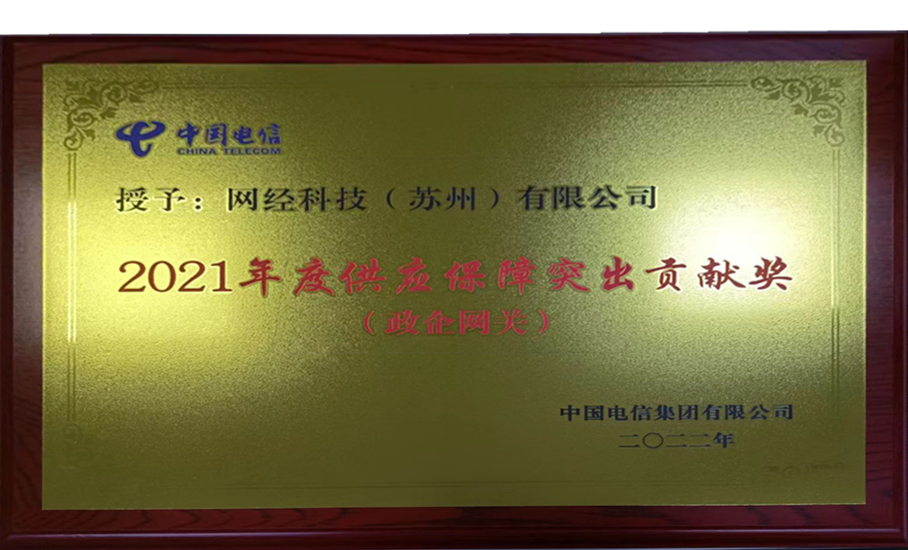 中国电信
CHINA TELECOM
授予：网经科技（苏州）有限公司
2021年度供应保障突出贡献奖
（政企网关）
中国电信集团有限公司
二〇二二年